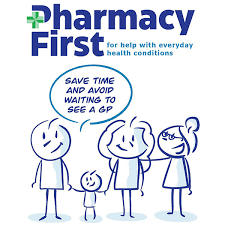 Pharmacy
First
for help with everyday
health conditions
SAVE TIME
AND AVOID
WAITING TO
SEE A GP